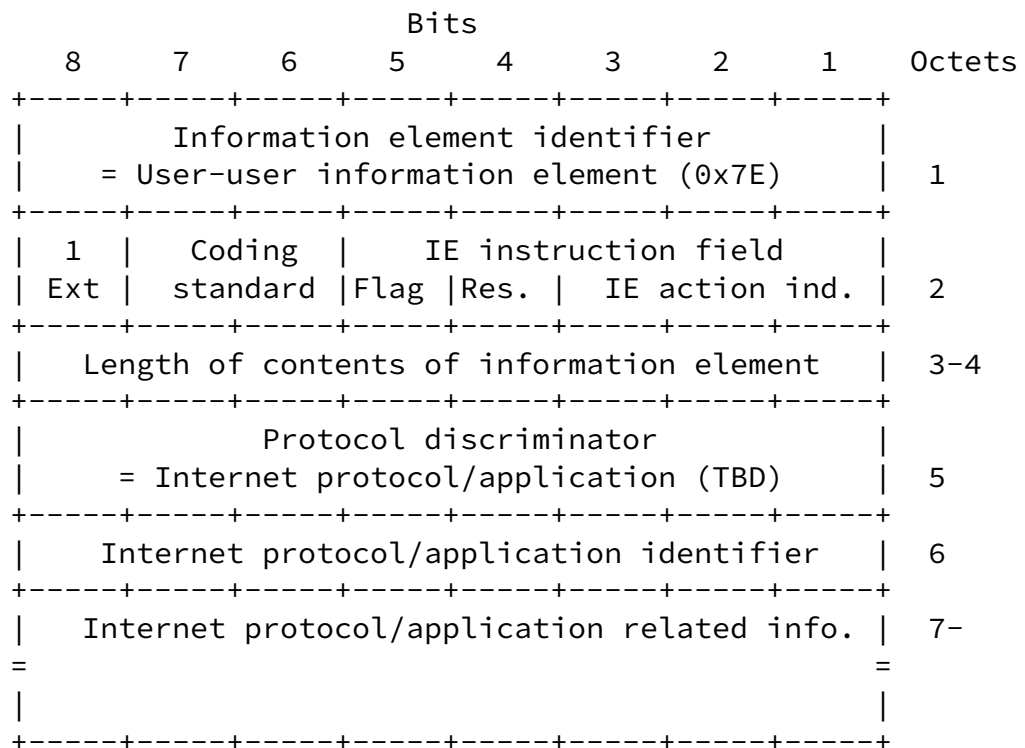 Bits
   8     7     6     5     4     3     2     1    Octets
+-----+-----+-----+-----+-----+-----+-----+-----+
|        Information element identifier         |
|    = User-user information element (0x7E)     |  1
+-----+-----+-----+-----+-----+-----+-----+-----+
|  1  |   Coding  |    IE instruction field     |
| Ext |  standard |Flag |Res. |  IE action ind. |  2
+-----+-----+-----+-----+-----+-----+-----+-----+
|   Length of contents of information element   |  3-4
+-----+-----+-----+-----+-----+-----+-----+-----+
|             Protocol discriminator            |
|     = Internet protocol/application (TBD)     |  5
+-----+-----+-----+-----+-----+-----+-----+-----+
|    Internet protocol/application identifier   |  6
+-----+-----+-----+-----+-----+-----+-----+-----+
|   Internet protocol/application related info. |  7-
=                                               =
|                                               |
+-----+-----+-----+-----+-----+-----+-----+-----+